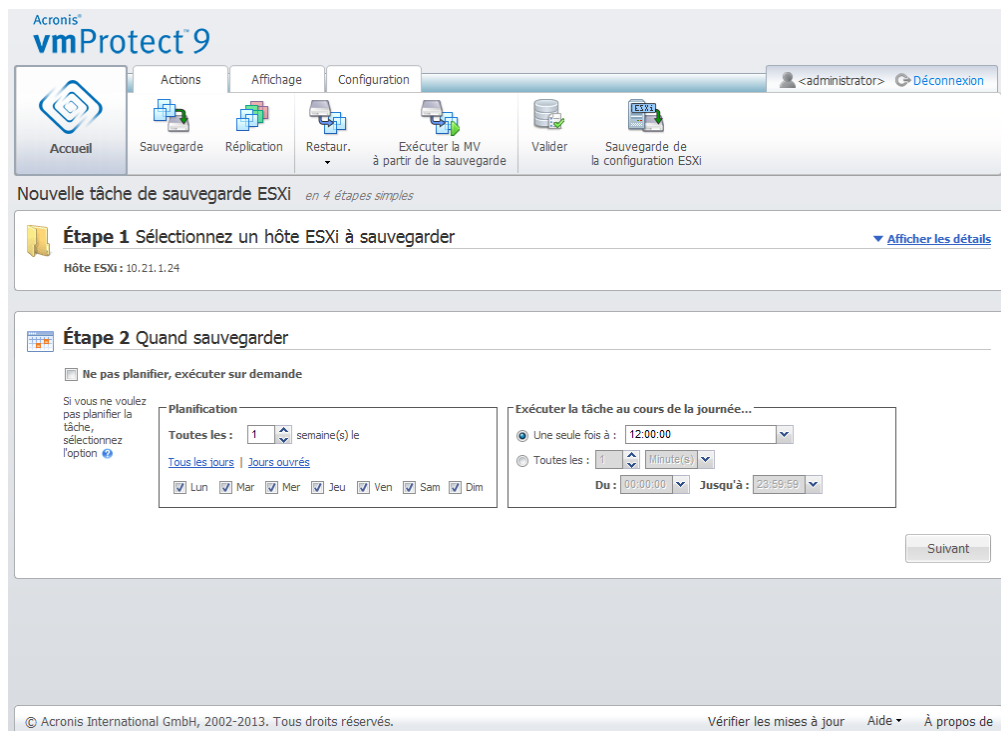 Acronis®
vmProtect™ 9
Actions Affichage Configuration
<administrator> Déconnexion
Accueil
Sauvegarde
Réplication
Restaur.
Exécuter la MV
à partir de la sauvegarde
Valider
ESXi
Sauvegarde de
la configuration ESXi
Nouvelle tâche de sauvegarde ESXi en 4 étapes simples
Étape 1 Sélectionnez un hôte ESXi à sauvegarder
Afficher les détails
Hôte ESXi : 10.21.1.24
Étape 2 Quand sauvegarder
Ne pas planifier, exécuter sur demande
Si vous ne voulez
pas planifier la
tâche,
sélectionnez
l'option ?
Planification
Toutes les : 1 semaine(s) le
Tous les jours | Jours ouvrés
Lun Mar Mer Jeu Ven Sam Dim
Exécuter la tâche au cours de la journée...
Une seule fois à : 12:00:00
Toutes les : 1 Minute(s)
Du : 00:00:00 Jusqu'à : 23:59:59
Suivant
© Acronis International GmbH, 2002-2013. Tous droits réservés.
Vérifier les mises à jour Aide À propos de